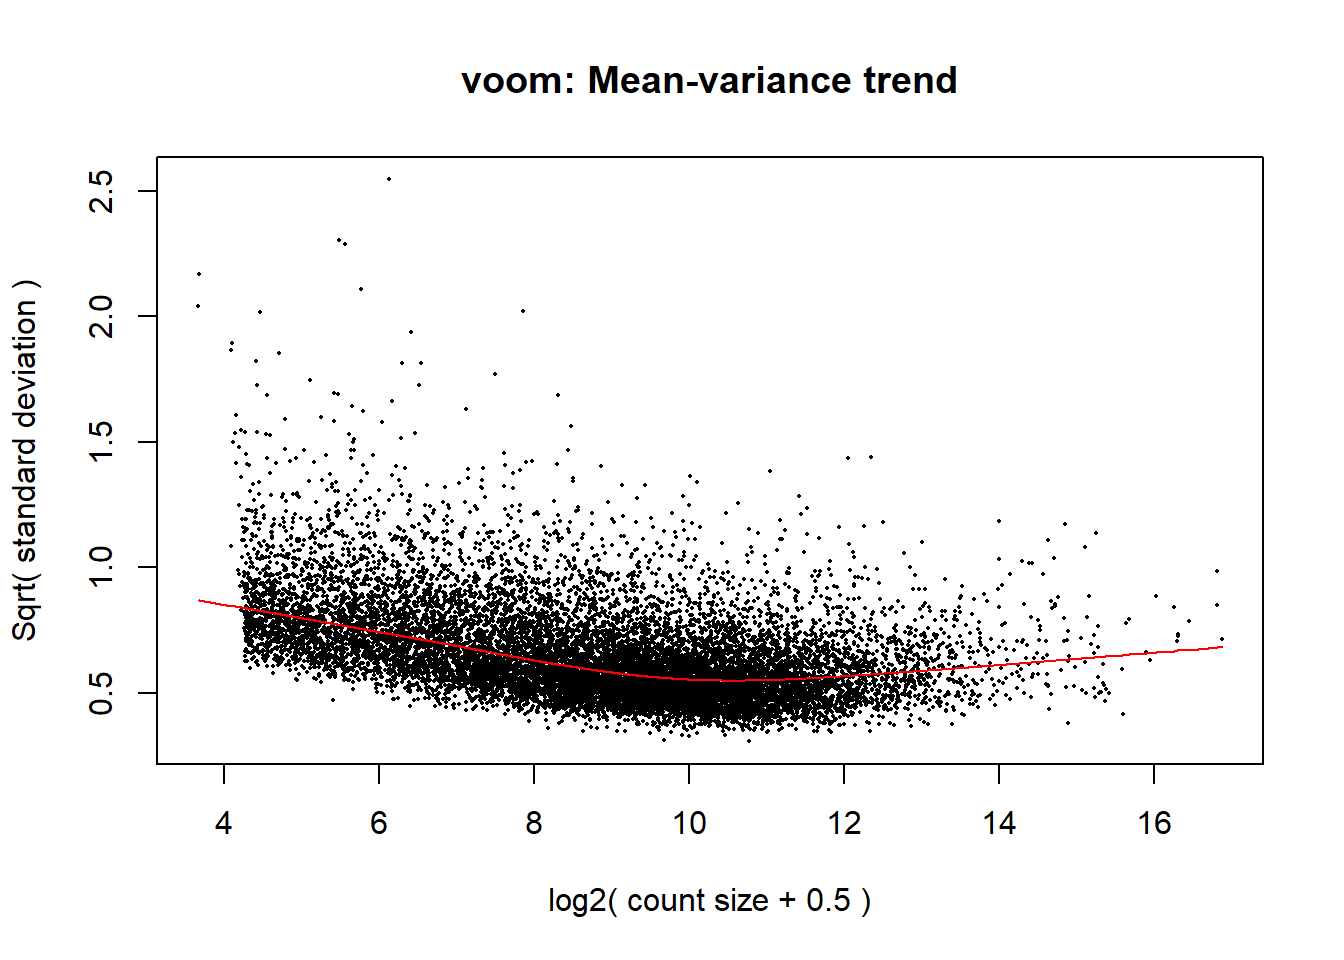 voom: Mean-variance trend
Sqrt( standard deviation )
2.5
2.0
1.5
1.0
0.5
4 6 8 10 12 14 16
log2( count size + 0.5 )